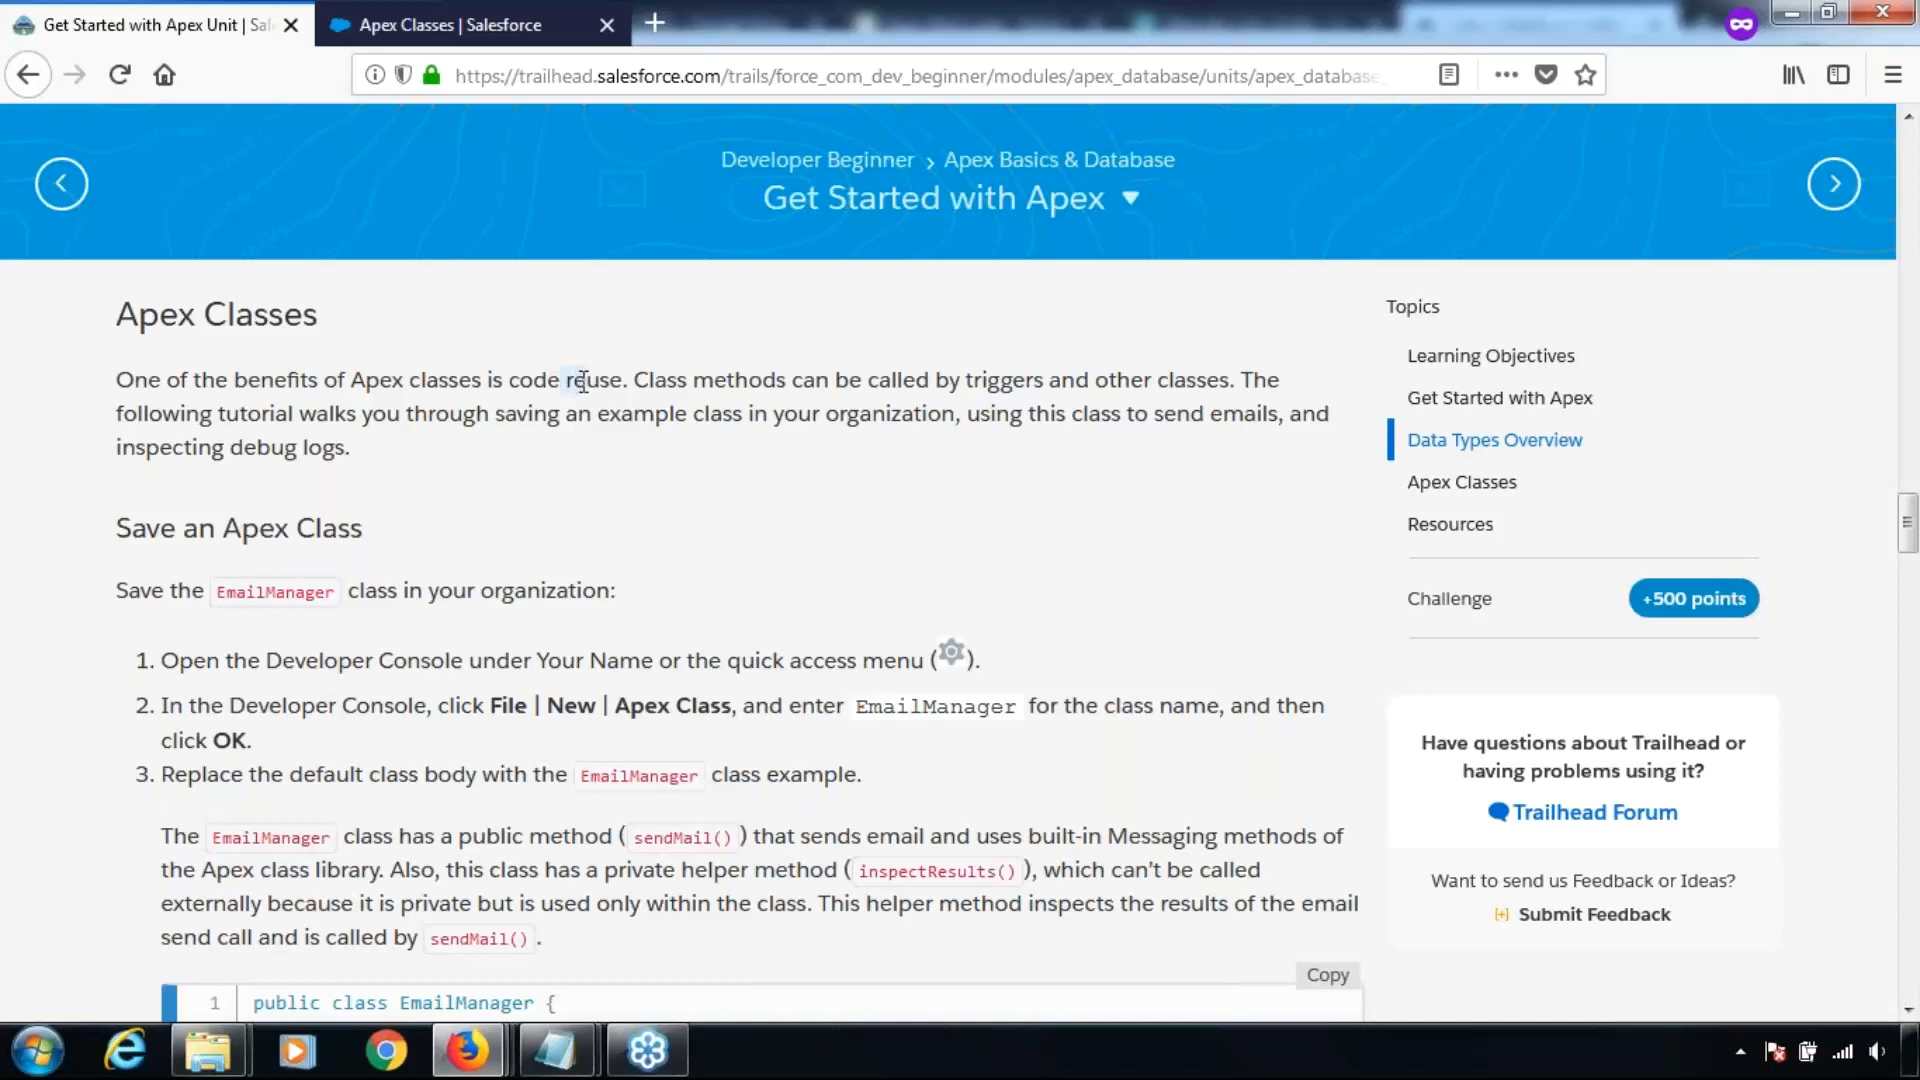 Get Started with Apex Unit | Sal
Apex Classes | Salesforce
https://trailhead.salesforce.com/trails/force_com_dev_beginner/modules/apex_database/units/apex_database
Developer Beginner › Apex Basics & Database
Get Started with Apex
Apex Classes
One of the benefits of Apex classes is code reuse. Class methods can be called by triggers and other classes. The
following tutorial walks you through saving an example class in your organization, using this class to send emails, and
inspecting debug logs.
Save an Apex Class
Save the EmailManager class in your organization:
1. Open the Developer Console under Your Name or the quick access menu ( ).
2. In the Developer Console, click File | New | Apex Class, and enter EmailManager for the class name, and then
click OK.
3. Replace the default class body with the EmailManager class example.
The EmailManager class has a public method ( sendMail() ) that sends email and uses built-in Messaging methods of
the Apex class library. Also, this class has a private helper method ( inspectResults() ), which can't be called
externally because it is private but is used only within the class. This helper method inspects the results of the email
send call and is called by sendMail() .
Copy
1 public class EmailManager {
Topics
Learning Objectives
Get Started with Apex
Data Types Overview
Apex Classes
Resources
Challenge
+500 points
Have questions about Trailhead or
having problems using it?
Trailhead Forum
Want to send us Feedback or Ideas?
[+] Submit Feedback